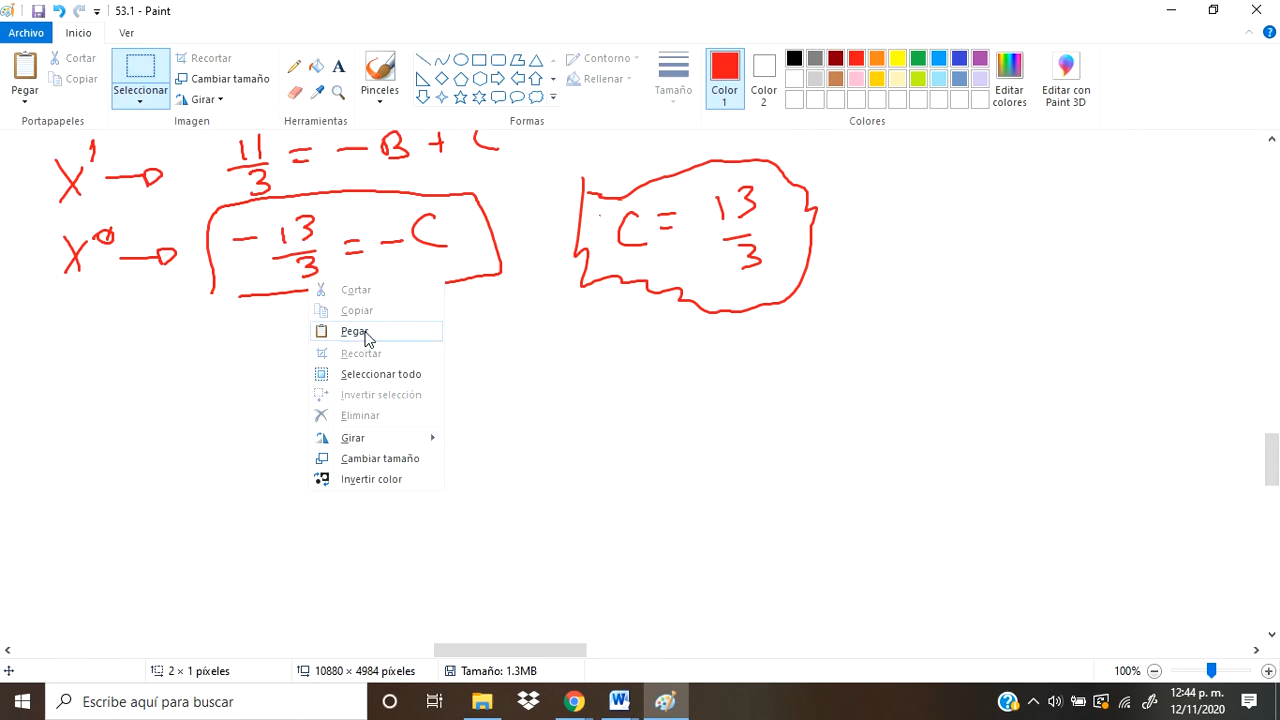 53.1 - Paint
Archivo Inicio Ver
Pegar
Cortar
Copiar
Portapapeles
Seleccionar
Recortar
Cambiar tamaño
Girar
Imagen
Herramientas
Pinceles
Contorno
Rellenar
Formas
Tamaño
Color 1
Color 2
Editar colores
Editar con Paint 3D
Colores
X¹ → 11/3 = - B + C
X⁰ → -13/3 = - C
C = 13/3
Cortar
Copiar
Pegar
Recortar
Seleccionar todo
Invertir selección
Eliminar
Girar
Cambiar tamaño
Invertir color
2 × 1 píxeles
10880 × 4984 píxeles
Tamaño: 1.3MB
100%
Escribe aquí para buscar
12:44 p. m.
12/11/2020